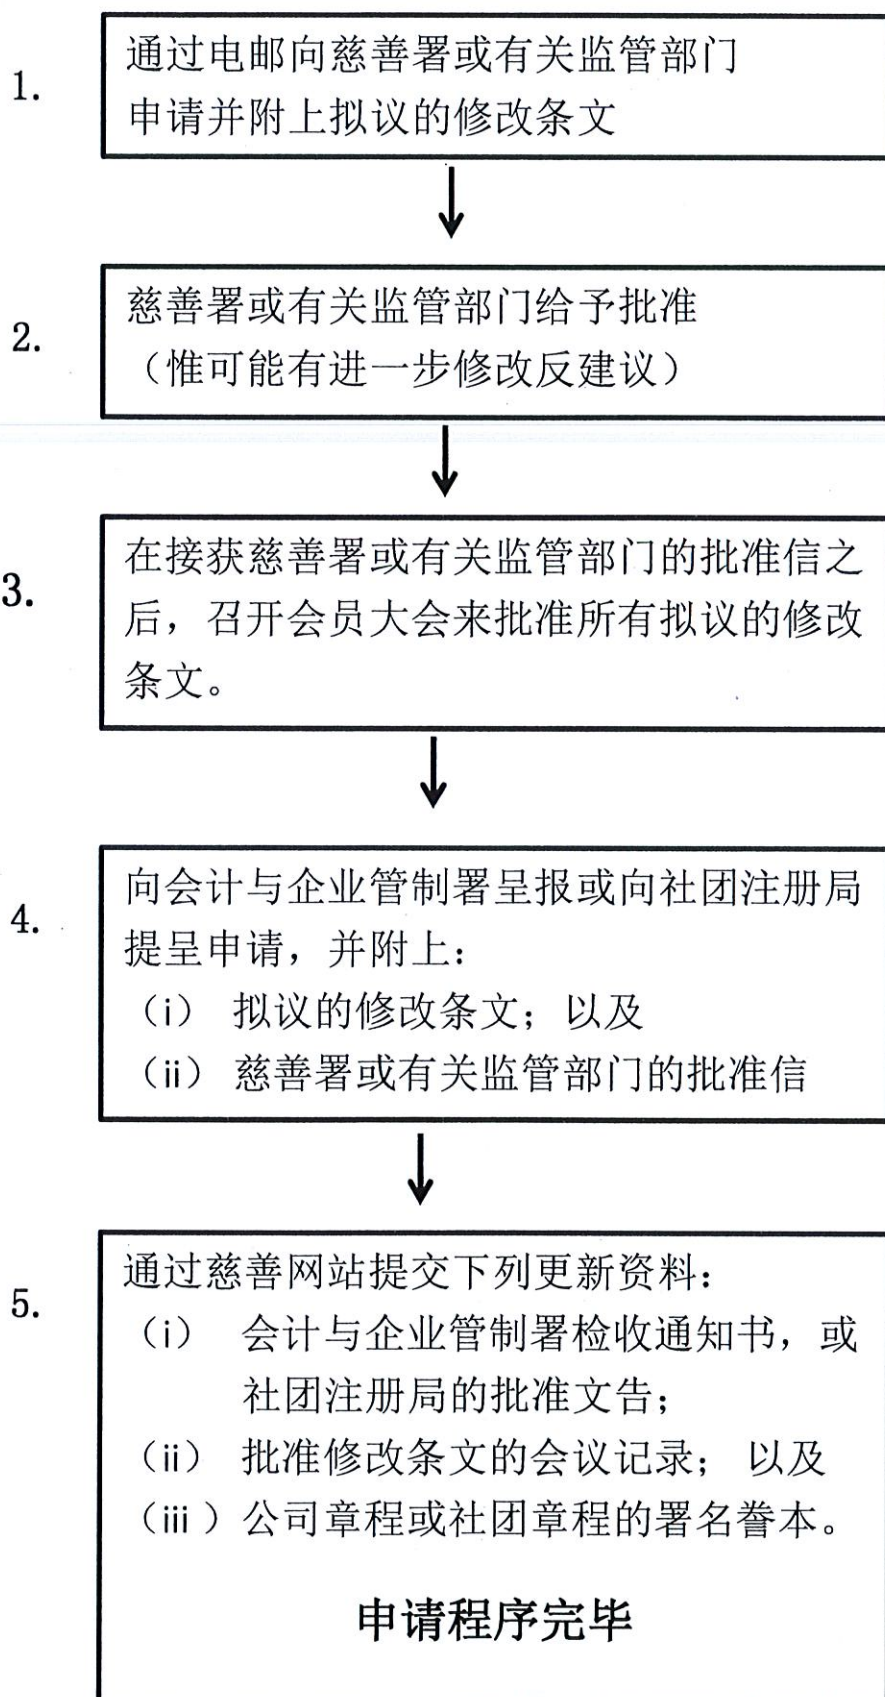 1.
通过电邮向慈善署或有关监管部门
申请并附上拟议的修改条文
2.
慈善署或有关监管部门给予批准
（惟可能有进一步修改反建议）
3.
在接获慈善署或有关监管部门的批准信之
后，召开会员大会来批准所有拟议的修改
条文。
4.
向会计与企业管制署呈报或向社团注册局
提呈申请，并附上：
（i） 拟议的修改条文；以及
（ii） 慈善署或有关监管部门的批准信
5.
通过慈善网站提交下列更新资料：
（i） 会计与企业管制署检收通知书，或
社团注册局的批准文告；
（ii） 批准修改条文的会议记录； 以及
（iii ）公司章程或社团章程的署名誊本。
申请程序完毕